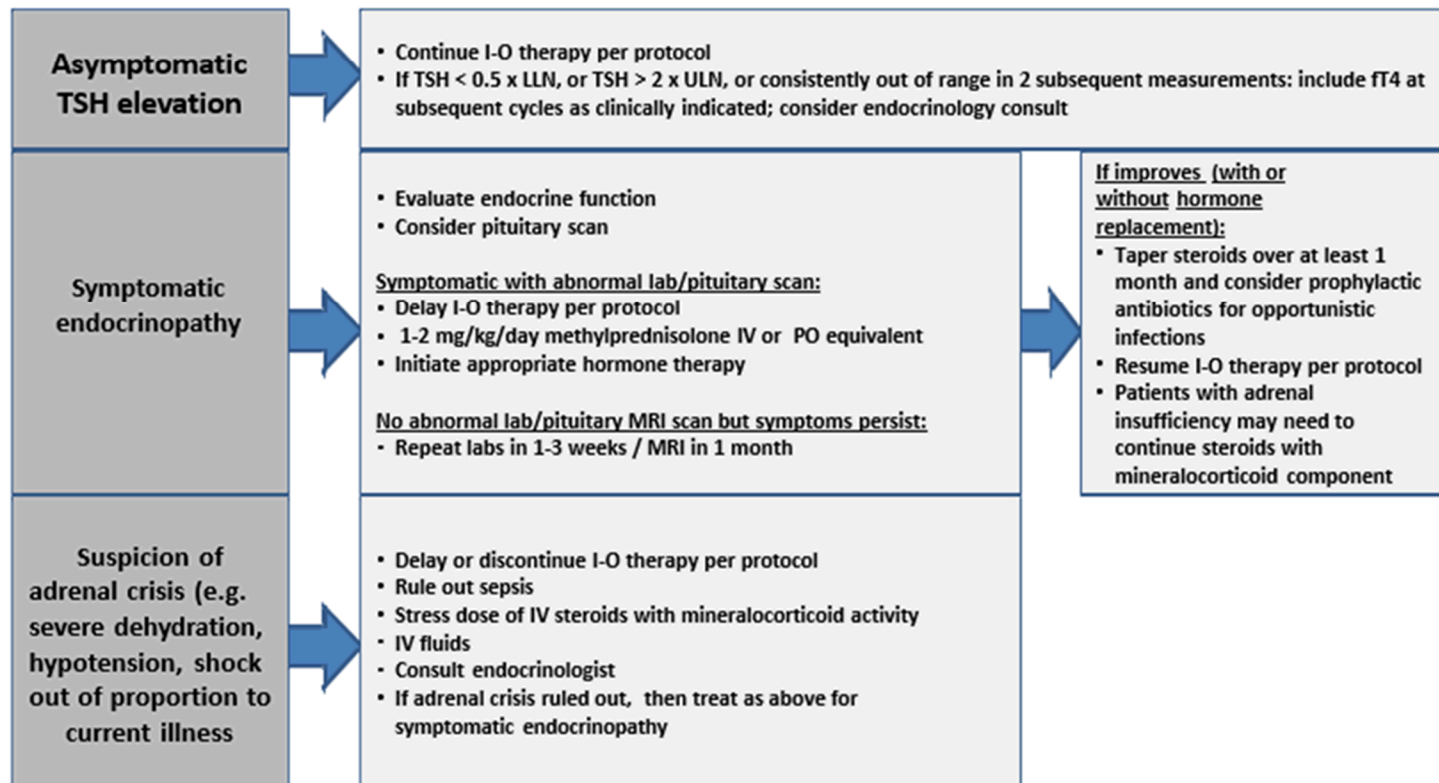 Asymptomatic
TSH elevation
• Continue I-O therapy per protocol
• If TSH < 0.5 x LLN, or TSH > 2 x ULN, or consistently out of range in 2 subsequent measurements: include fT4 at
subsequent cycles as clinically indicated; consider endocrinology consult
Symptomatic
endocrinopathy
• Evaluate endocrine function
• Consider pituitary scan
Symptomatic with abnormal lab/pituitary scan:
• Delay I-O therapy per protocol
• 1-2 mg/kg/day methylprednisolone IV or PO equivalent
• Initiate appropriate hormone therapy
No abnormal lab/pituitary MRI scan but symptoms persist:
• Repeat labs in 1-3 weeks / MRI in 1 month
If improves (with or
without hormone
replacement):
• Taper steroids over at least 1
month and consider prophylactic
antibiotics for opportunistic
infections
• Resume I-O therapy per protocol
• Patients with adrenal
insufficiency may need to
continue steroids with
mineralocorticoid component
Suspicion of
adrenal crisis (e.g.
severe dehydration,
hypotension, shock
out of proportion to
current illness
• Delay or discontinue I-O therapy per protocol
• Rule out sepsis
• Stress dose of IV steroids with mineralocorticoid activity
• IV fluids
• Consult endocrinologist
• If adrenal crisis ruled out, then treat as above for
symptomatic endocrinopathy